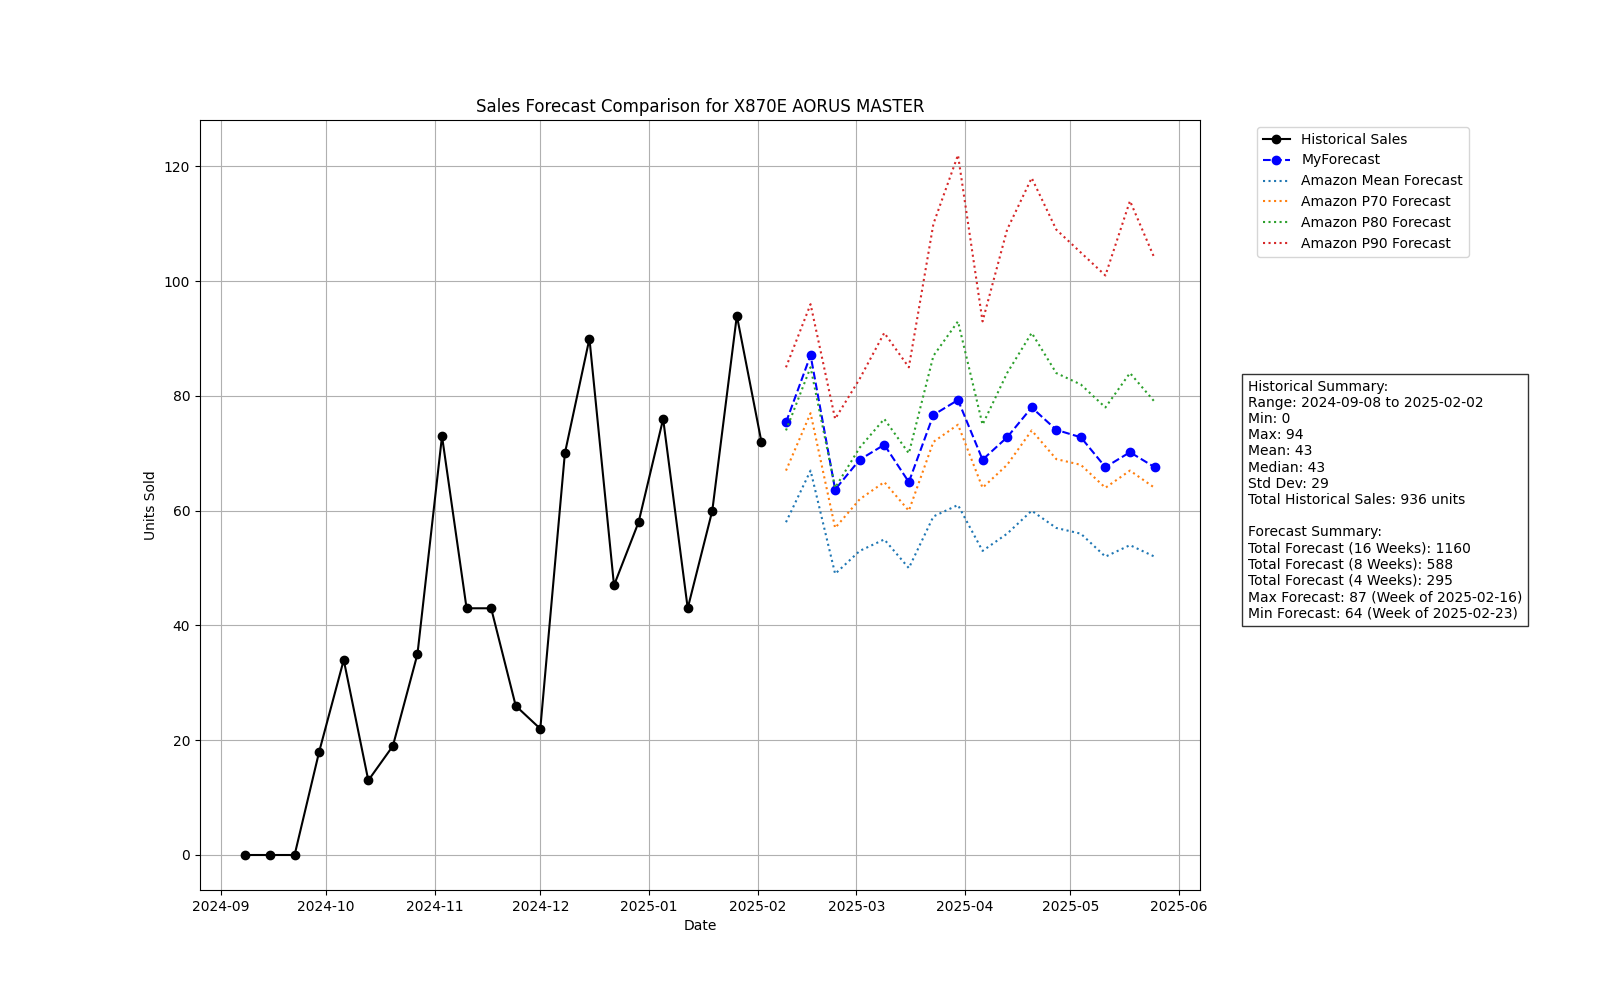 Sales Forecast Comparison for X870E AORUS MASTER
Units Sold
120
100
80
60
40
20
0
2024-09
2024-10
2024-11
2024-12
2025-01
2025-02
2025-03
2025-04
2025-05
2025-06
Date
Historical Sales
MyForecast
Amazon Mean Forecast
Amazon P70 Forecast
Amazon P80 Forecast
Amazon P90 Forecast
Historical Summary:
Range: 2024-09-08 to 2025-02-02
Min: 0
Max: 94
Mean: 43
Median: 43
Std Dev: 29
Total Historical Sales: 936 units
Forecast Summary:
Total Forecast (16 Weeks): 1160
Total Forecast (8 Weeks): 588
Total Forecast (4 Weeks): 295
Max Forecast: 87 (Week of 2025-02-16)
Min Forecast: 64 (Week of 2025-02-23)